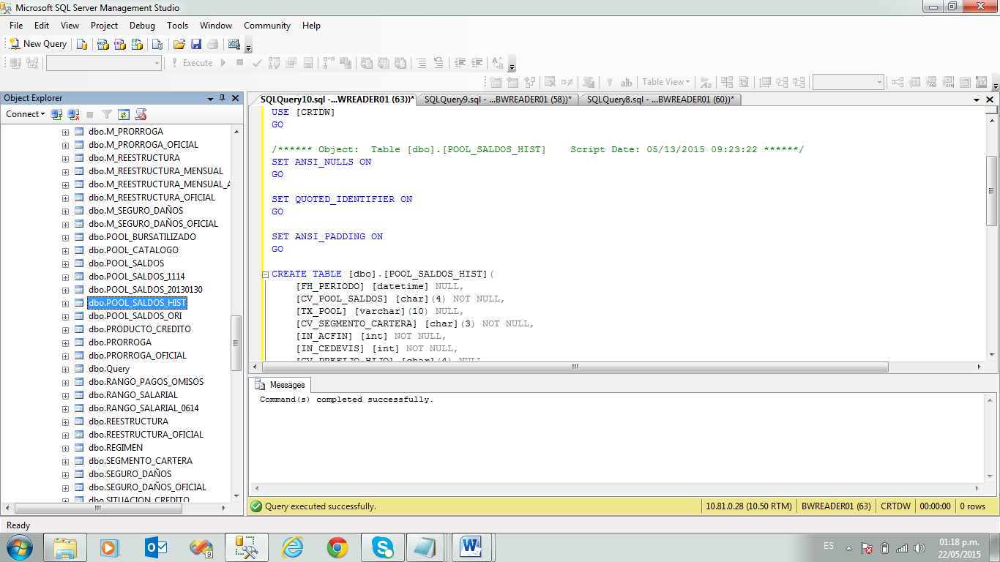 Microsoft SQL Server Management Studio
File Edit View Project Debug Tools Window Community Help
New Query
Execute
Table View
Object Explorer
Connect
dbo.M_PRORROGA
dbo.M_PRORROGA_OFICIAL
dbo.M_REESTRUCTURA
dbo.M_REESTRUCTURA_MENSUAL
dbo.M_REESTRUCTURA_MENSUAL_A
dbo.M_REESTRUCTURA_OFICIAL
dbo.M_SEGURO_DAÑOS
dbo.M_SEGURO_DAÑOS_OFICIAL
dbo.POOL_BURSATILIZADO
dbo.POOL_CATALOGO
dbo.POOL_SALDOS
dbo.POOL_SALDOS_1114
dbo.POOL_SALDOS_20130130
dbo.POOL_SALDOS_HIST
dbo.POOL_SALDOS_ORI
dbo.PRODUCTO_CREDITO
dbo.PRORROGA
dbo.PRORROGA_OFICIAL
dbo.Query
dbo.RANGO_PAGOS_OMISOS
dbo.RANGO_SALARIAL
dbo.RANGO_SALARIAL_0614
dbo.REESTRUCTURA
dbo.REESTRUCTURA_OFICIAL
dbo.REGIMEN
dbo.SEGMENTO_CARTERA
dbo.SEGURO_DAÑOS
dbo.SEGURO_DAÑOS_OFICIAL
dbo.SITUACION_CREDITO
SQLQuery10.sql -...WREADER01 (63))* SQLQuery9.sql - ...BWREADER01 (58))* SQLQuery8.sql - ...BWREADER01 (60))*
USE [CRTDW]
GO
/****** Object:  Table [dbo].[POOL_SALDOS_HIST]    Script Date: 05/13/2015 09:23:22 ******/
SET ANSI_NULLS ON
GO
SET QUOTED_IDENTIFIER ON
GO
SET ANSI_PADDING ON
GO
CREATE TABLE [dbo].[POOL_SALDOS_HIST](
[FH_PERIODO] [datetime] NULL,
[CV_POOL_SALDOS] [char](4) NOT NULL,
[TX_POOL] [varchar](10) NULL,
[CV_SEGMENTO_CARTERA] [char](3) NOT NULL,
[IN_ACFIN] [int] NOT NULL,
[IN_CEDEVIS] [int] NOT NULL,
[CV_PREFIJO_HIJO] [char](4) NULL,
Messages
Command(s) completed successfully.
Query executed successfully. 10.81.0.28 (10.50 RTM) BWREADER01 (63) CRTDW 00:00:00 0 rows
Ready
ES 01:18 p.m.
22/05/2015